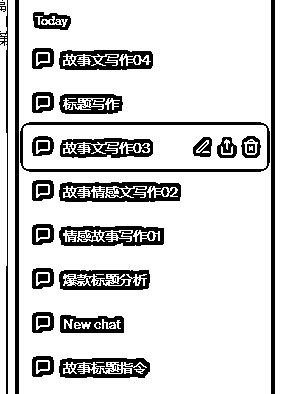 Today
故事文写作04
标题写作
故事文写作03
故事情感文写作02
情感故事写作01
爆款标题分析
New chat
故事标题指令